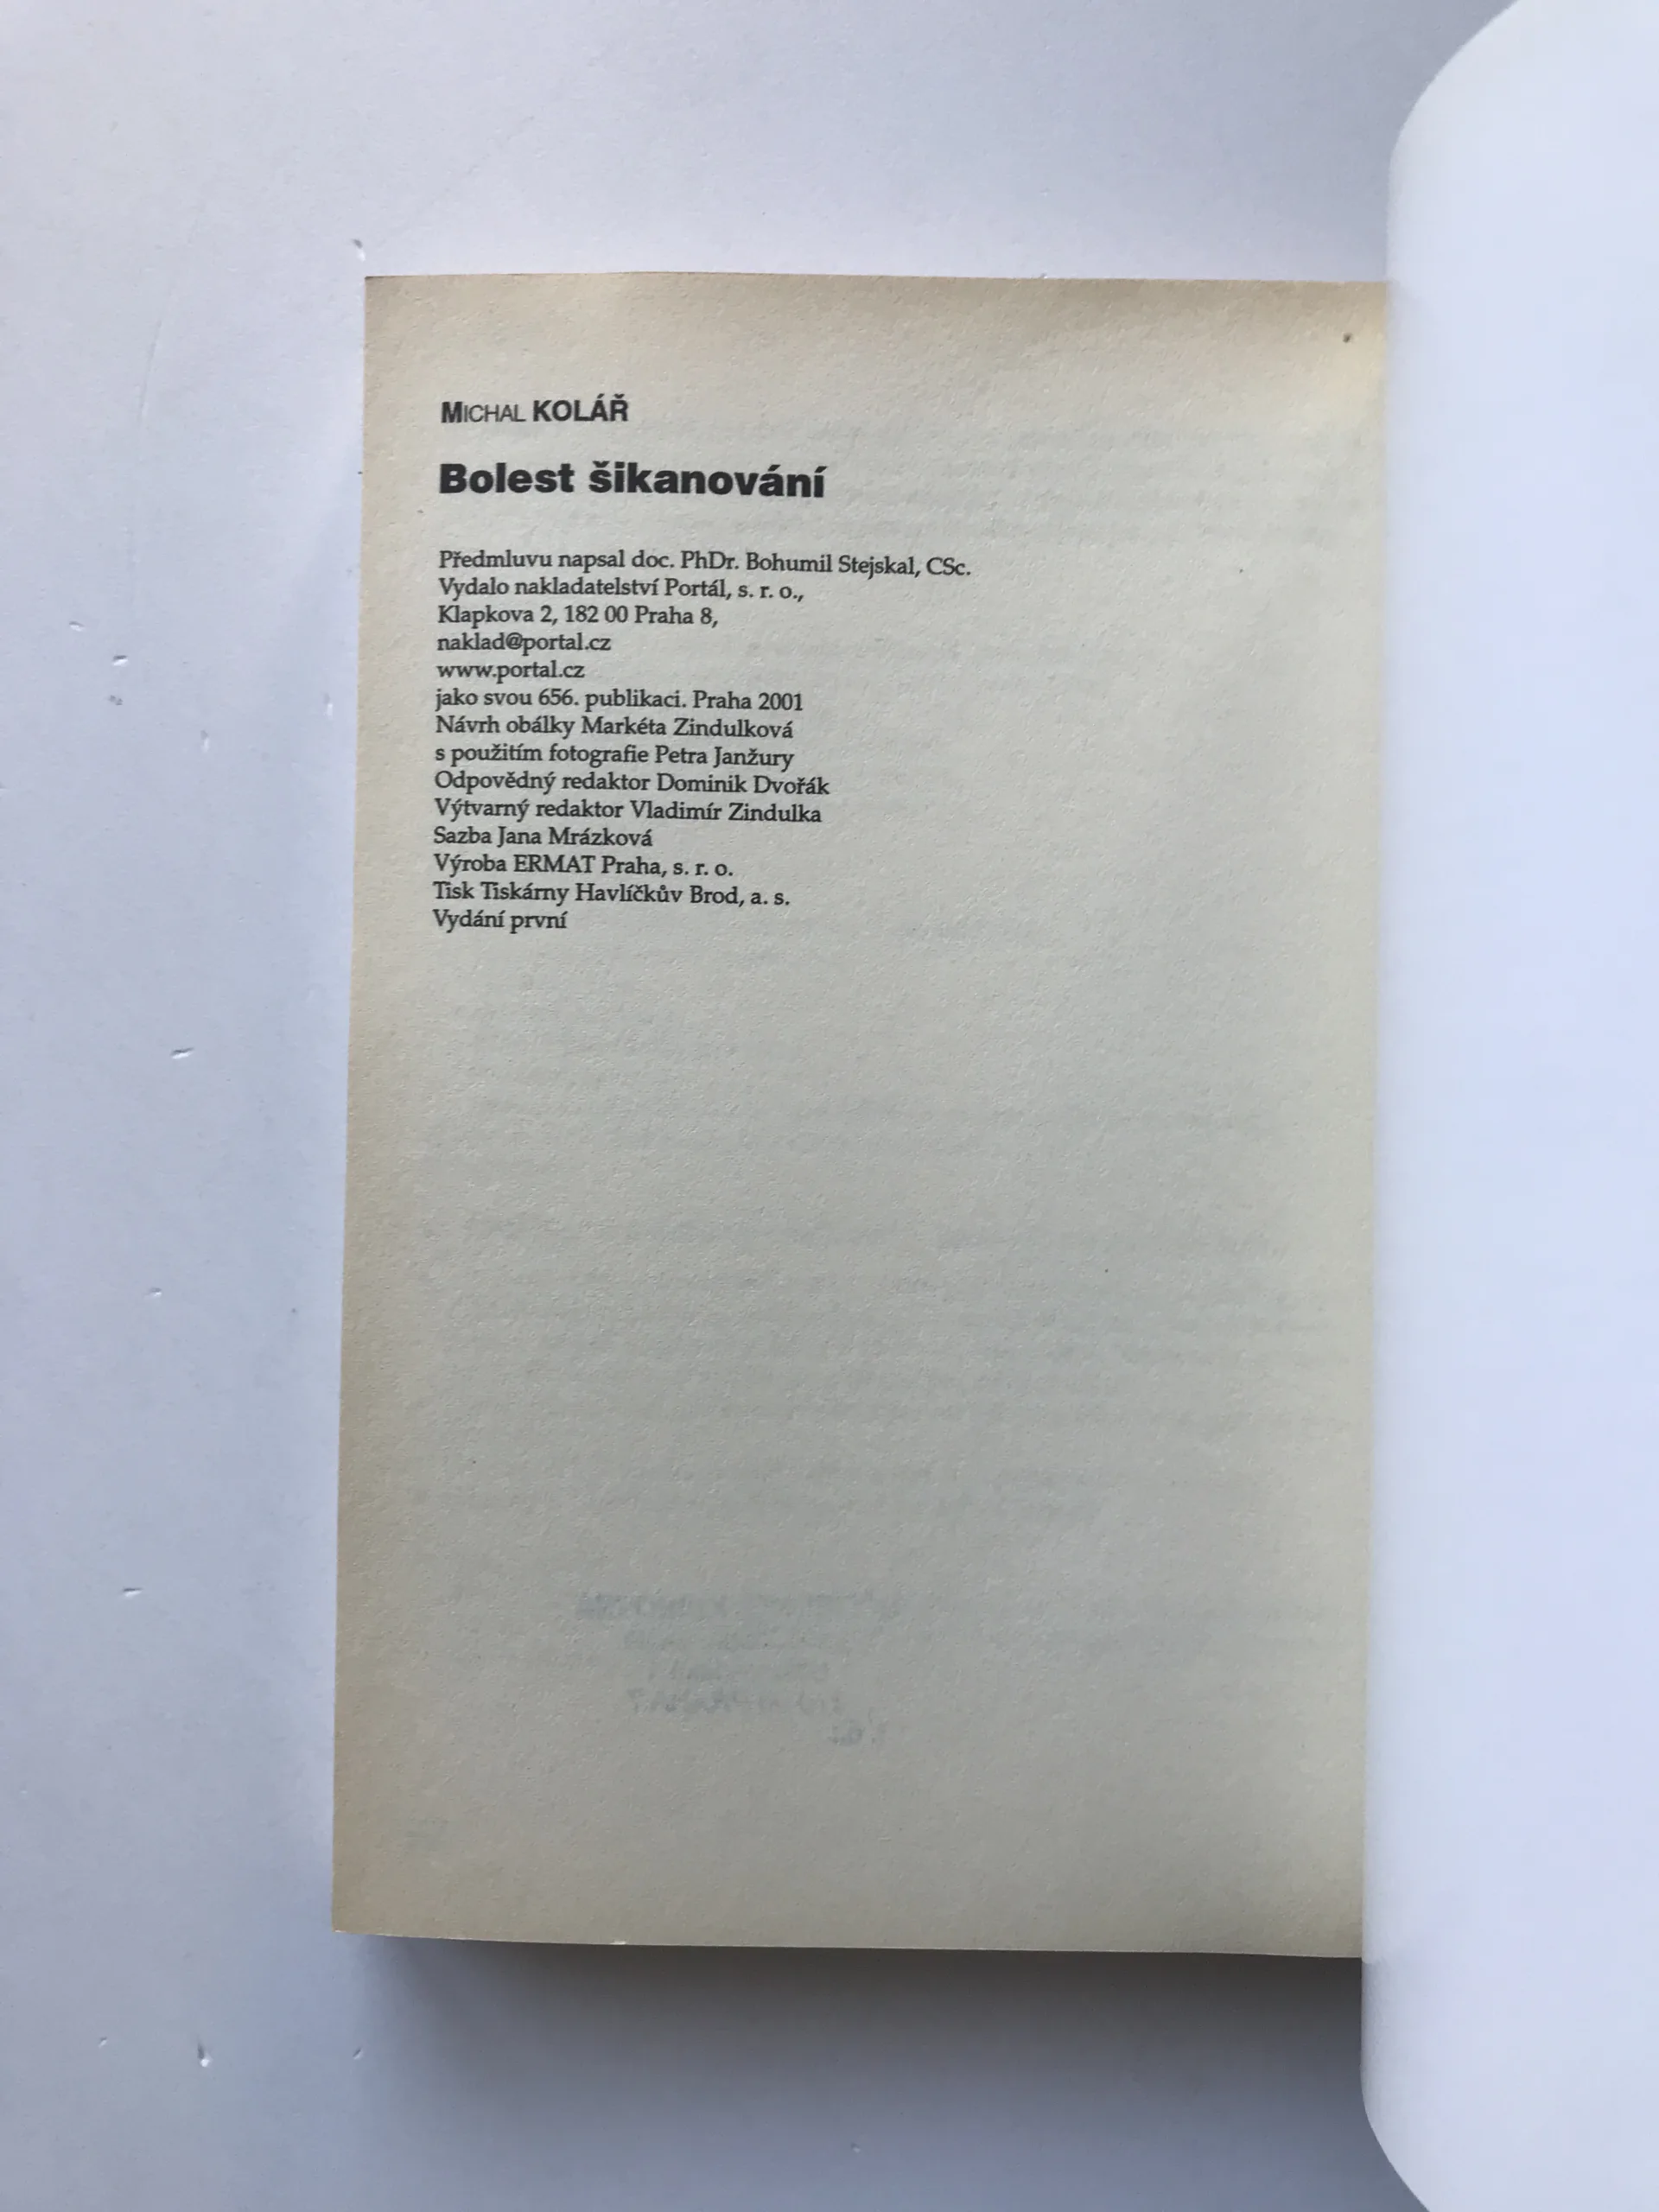 MICHAL KOLÁŘ
Bolest šikanování
Předmluvu napsal doc. PhDr. Bohumil Stejskal, CSc.
Vydalo nakladatelství Portál, s. r. o.,
Klapkova 2, 182 00 Praha 8,
naklad@portal.cz
www.portal.cz
jako svou 656. publikaci. Praha 2001
Návrh obálky Markéta Zindulková
s použitím fotografie Petra Janžury
Odpovědný redaktor Dominik Dvořák
Výtvarný redaktor Vladimír Zindulka
Sazba Jana Mrázková
Výroba ERMAT Praha, s. r. o.
Tisk Tiskárny Havlíčkův Brod, a. s.
Vydání první